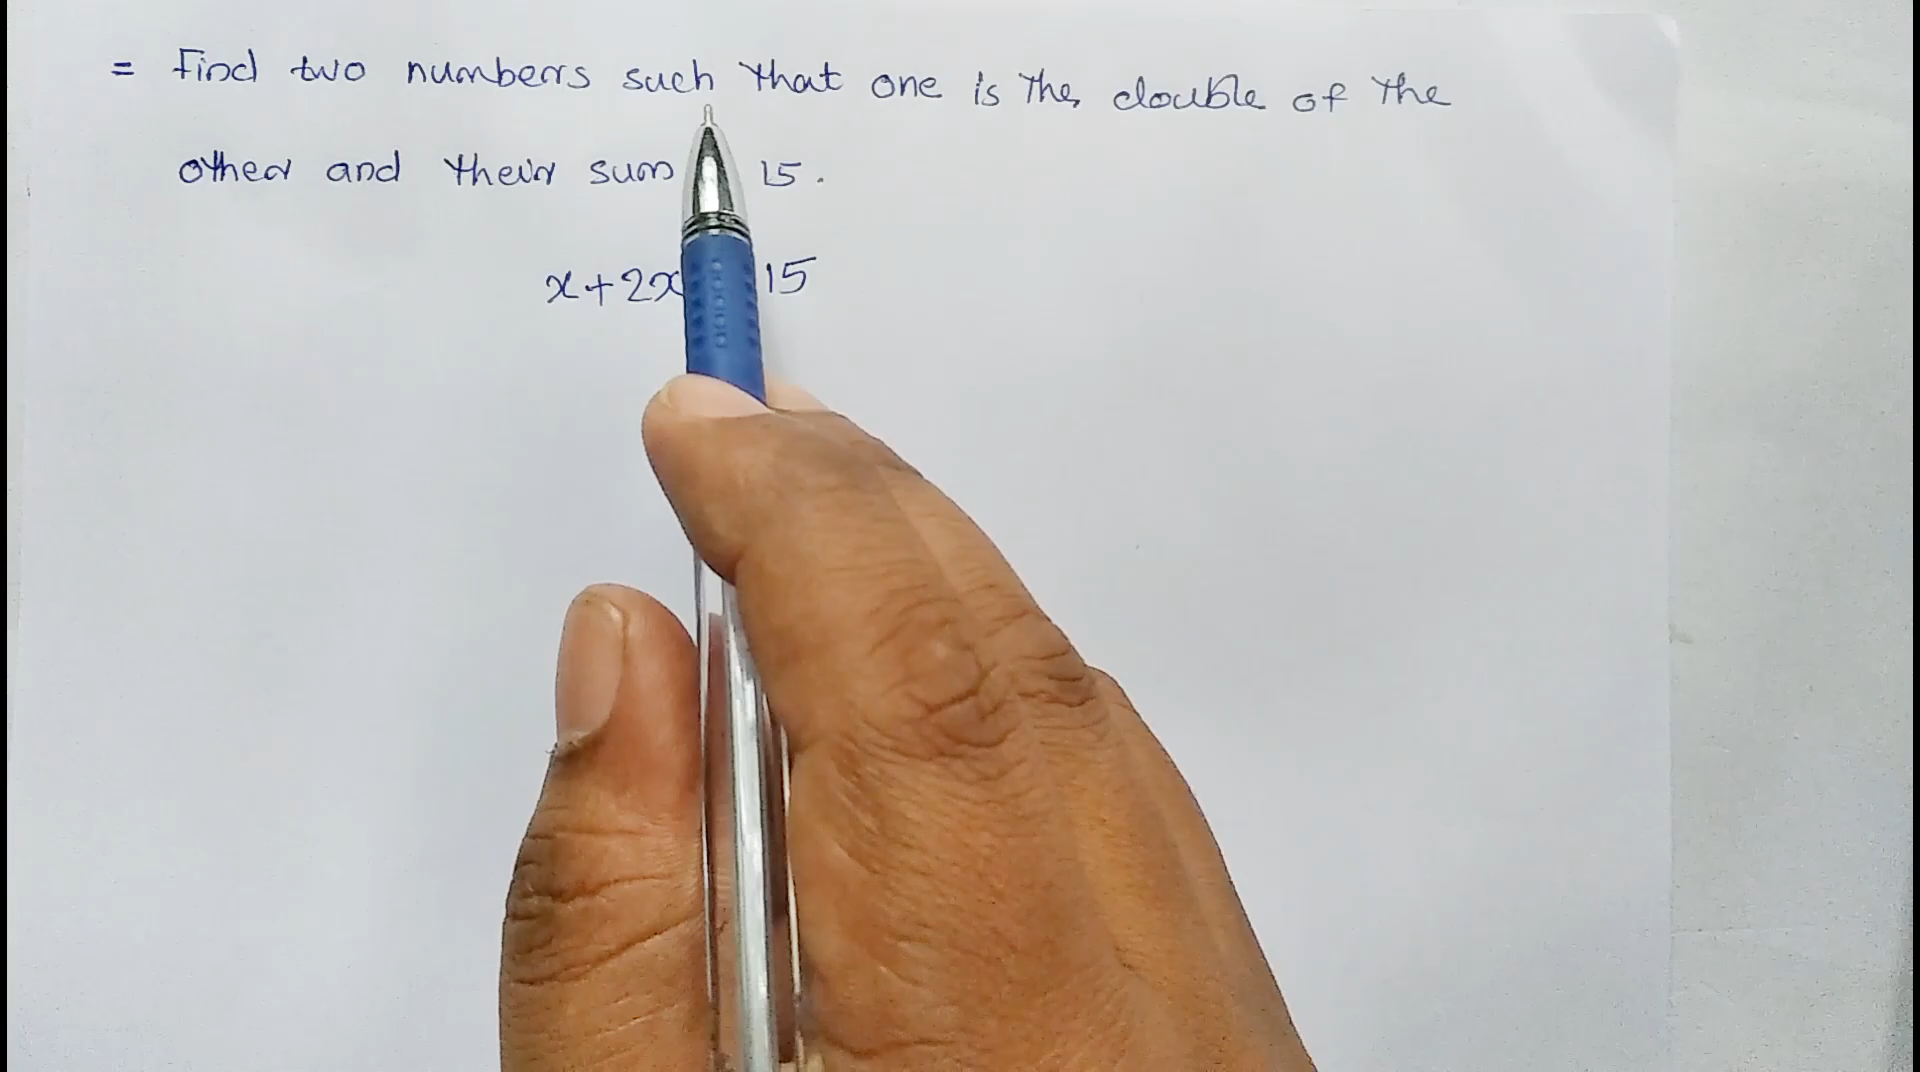 = Find two numbers such that one is the double of the
other and their sum 15.
x+2x 15